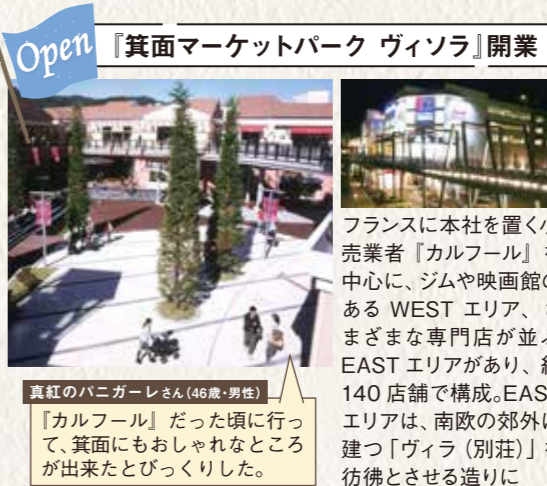 Open
『箕面マーケットパーク ヴィソラ』開業
フランスに本社を置く
売業者『カルフール』
中心に、ジムや映画館の
ある WEST エリア、
まざまな専門店が並
EAST エリアがあり、
140 店舗で構成。EAS
エリアは、南欧の郊外に
建つ「ヴィラ（別荘）」
彷彿とさせる造りに
真紅のパニガーレさん（46歳・男性）
『カルフール』だった頃に行っ
て、箕面にもおしゃれなところ
が出来たとびっくりした。